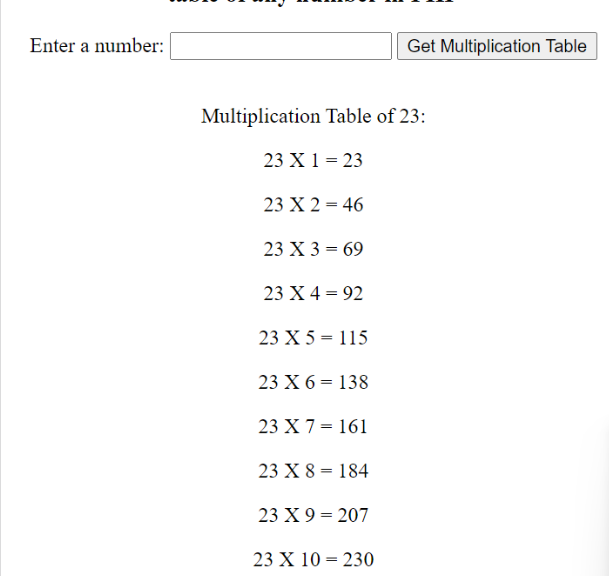 Enter a number: Get Multiplication Table
Multiplication Table of 23:
23 X 1 = 23
23 X 2 = 46
23 X 3 = 69
23 X 4 = 92
23 X 5 = 115
23 X 6 = 138
23 X 7 = 161
23 X 8 = 184
23 X 9 = 207
23 X 10 = 230